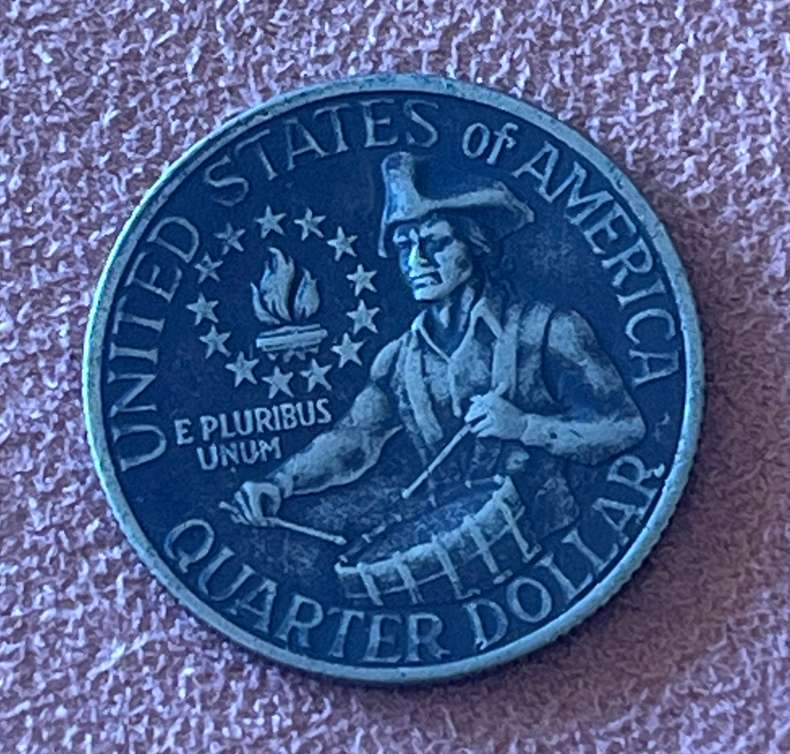 UNITED STATES of AMERICA
E PLURIBUS
UNUM
QUARTER DOLLAR